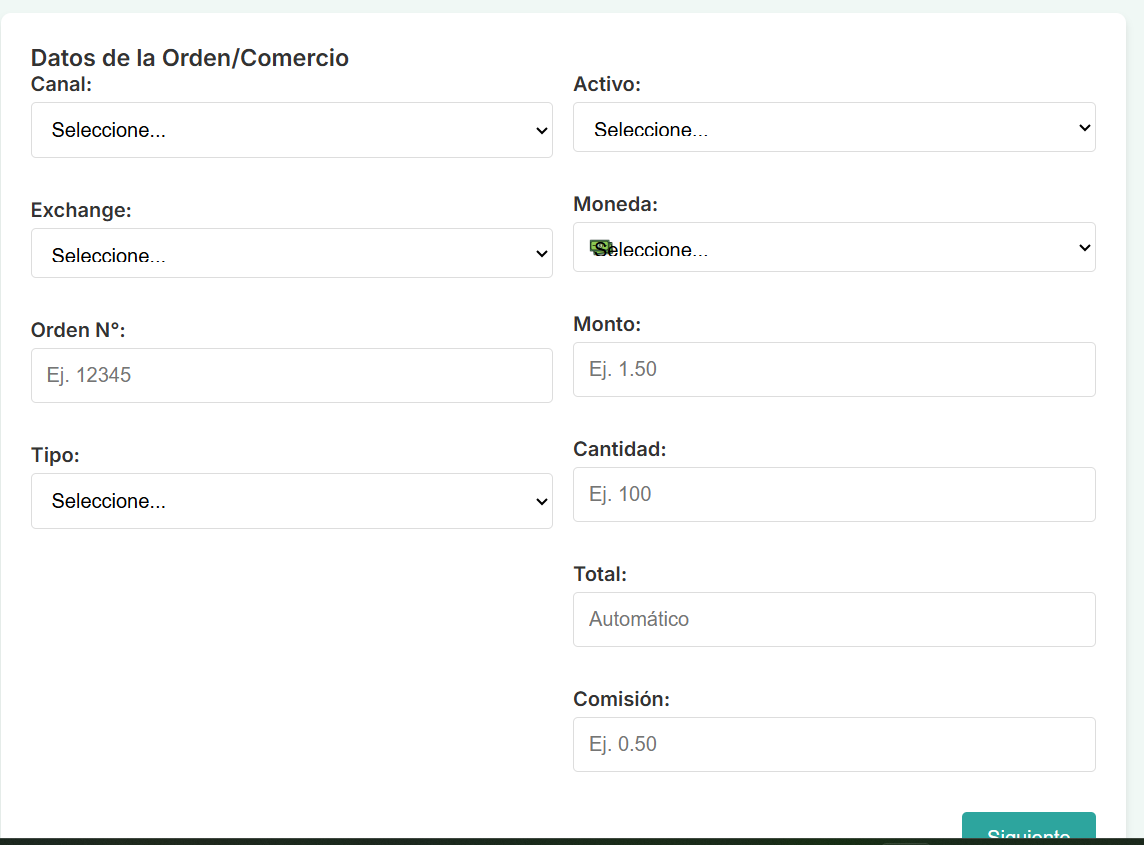 Datos de la Orden/Comercio
Canal:
Seleccione...
Exchange:
Seleccione...
Orden Nº:
Ej. 12345
Tipo:
Seleccione...
Activo:
Seleccione...
Moneda:
Seleccione...
Monto:
Ej. 1.50
Cantidad:
Ej. 100
Total:
Automático
Comisión:
Ej. 0.50
Siguiente